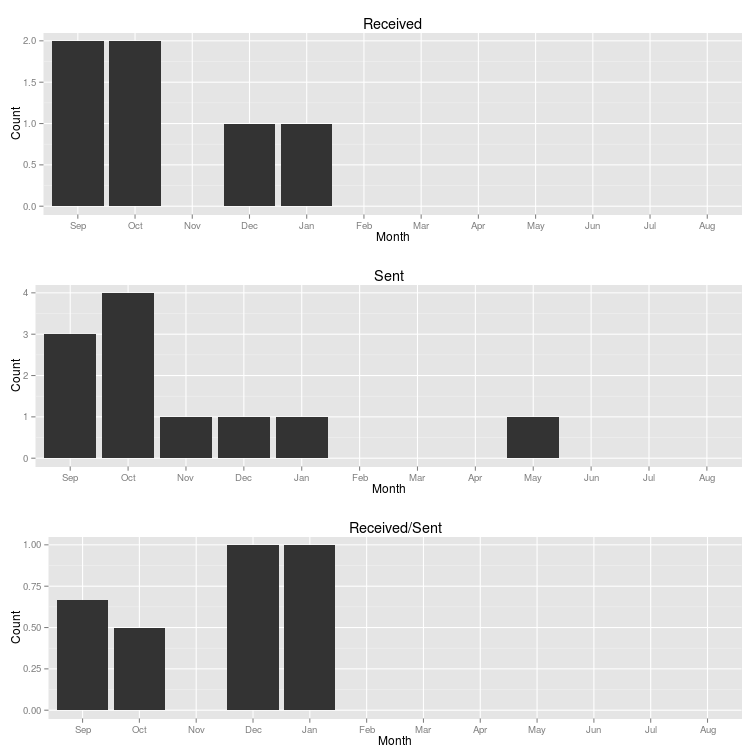 Received
2.0
1.5
1.0
0.5
0.0
Count
Sep Oct Nov Dec Jan Feb Mar Apr May Jun Jul Aug
Month
Sent
4
3
2
1
0
Count
Sep Oct Nov Dec Jan Feb Mar Apr May Jun Jul Aug
Month
Received/Sent
1.00
0.75
0.50
0.25
0.00
Count
Sep Oct Nov Dec Jan Feb Mar Apr May Jun Jul Aug
Month